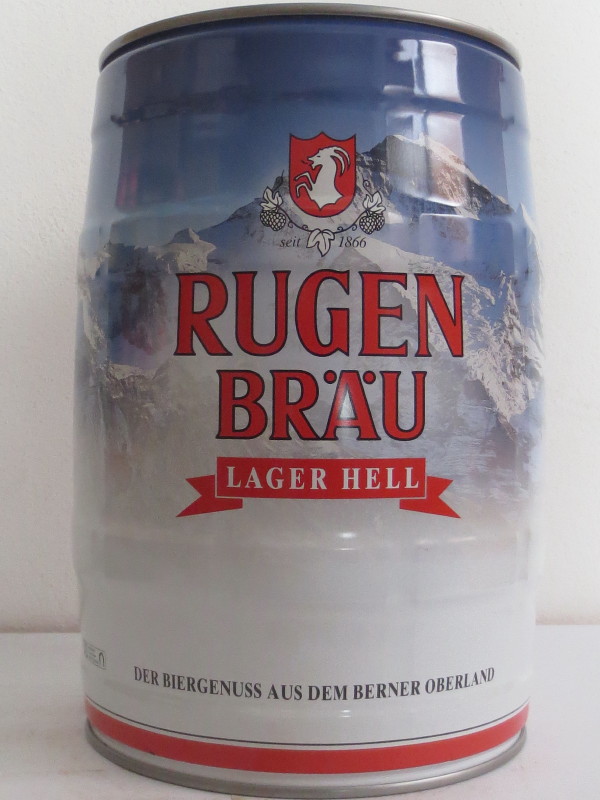 seit 1866
RUGEN
BRÄU
LAGER HELL
DER BIERGENUSS AUS DEM BERNER OBERLAND